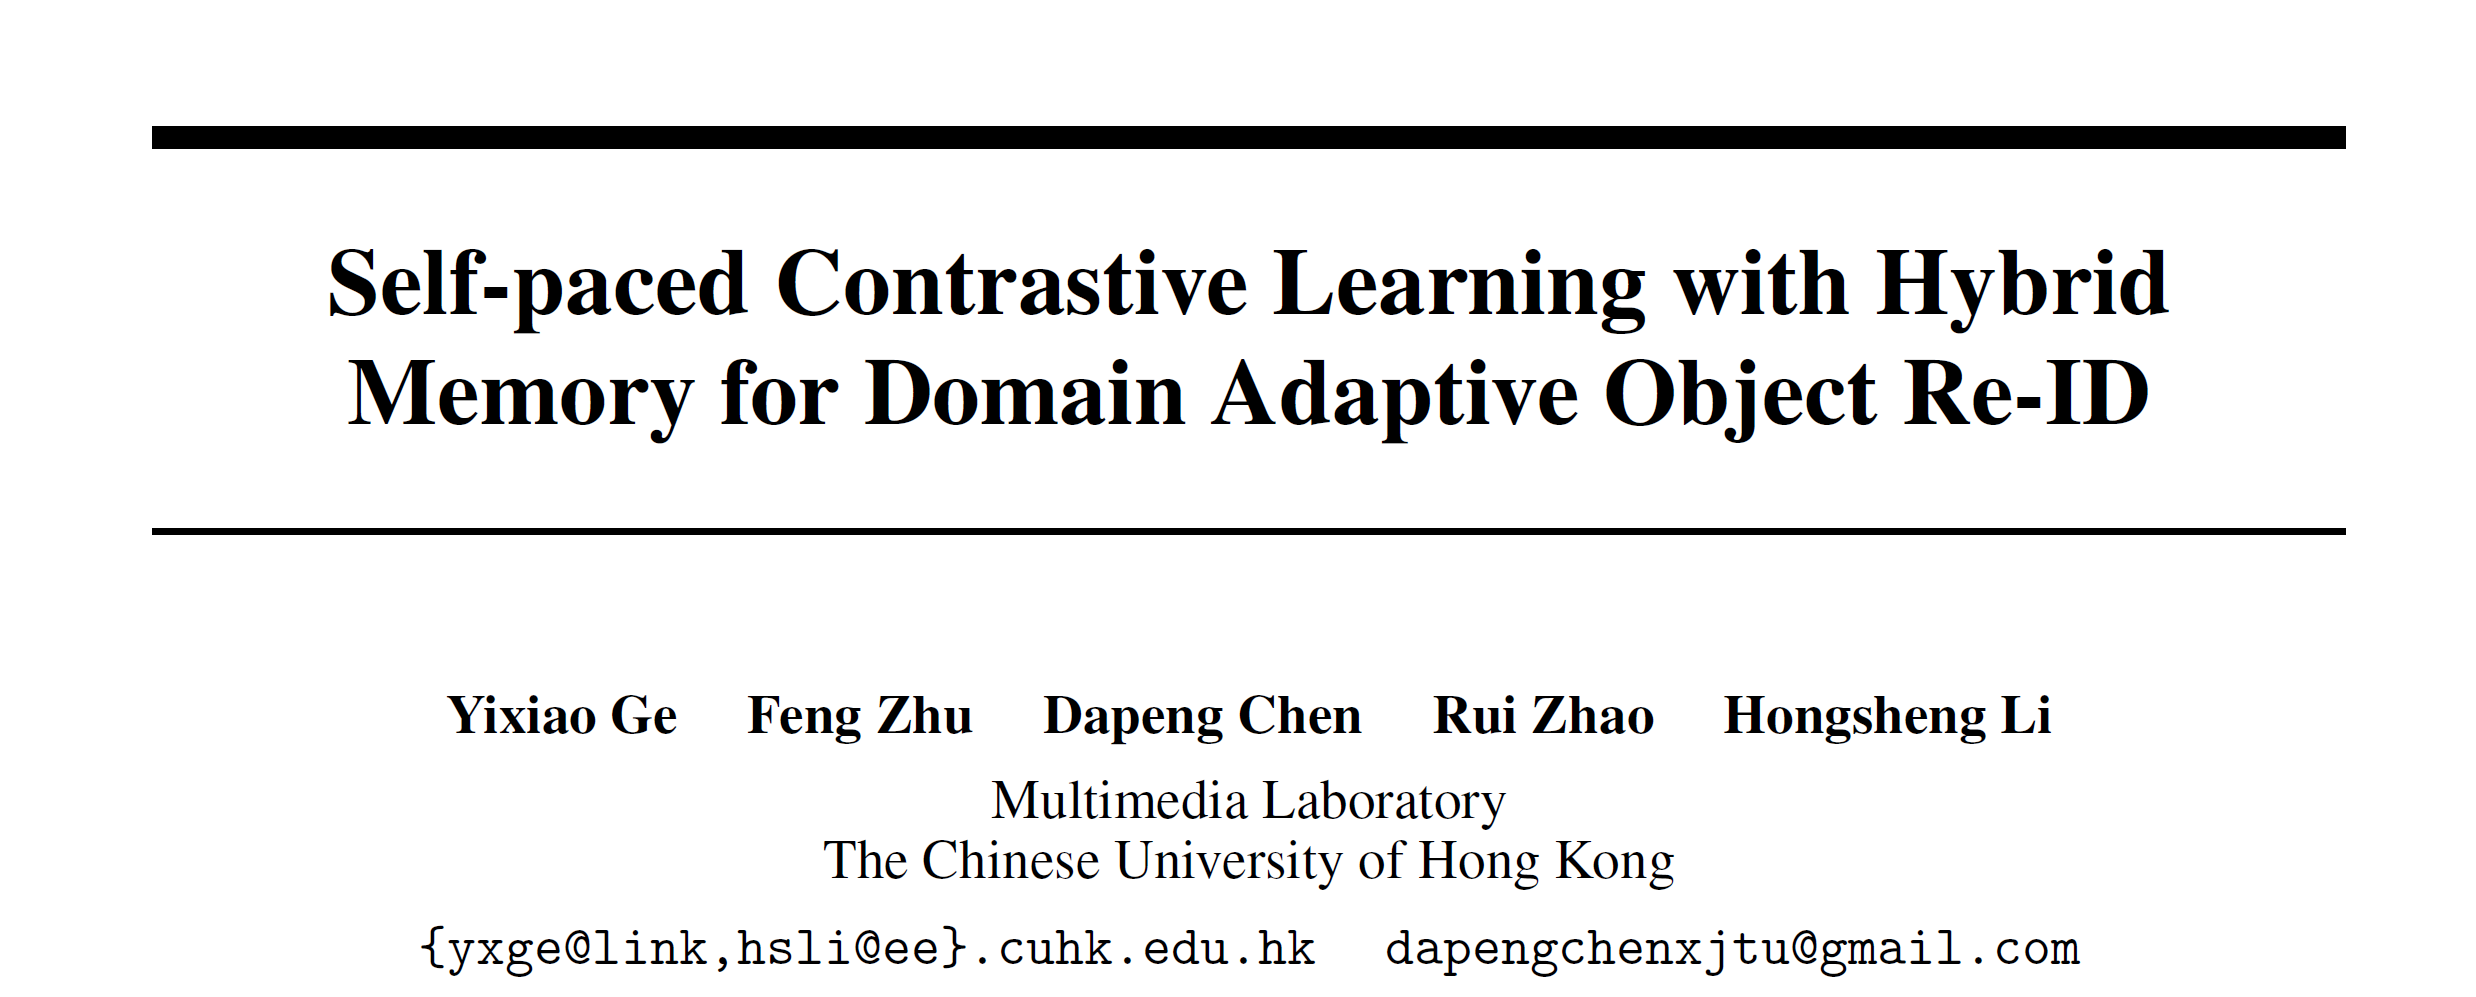 Self-paced Contrastive Learning with Hybrid
Memory for Domain Adaptive Object Re-ID
Yixiao Ge Feng Zhu Dapeng Chen Rui Zhao Hongsheng Li
Multimedia Laboratory
The Chinese University of Hong Kong
{yxge@link,hsli@ee}.cuhk.edu.hk dapengchenxjtu@gmail.com